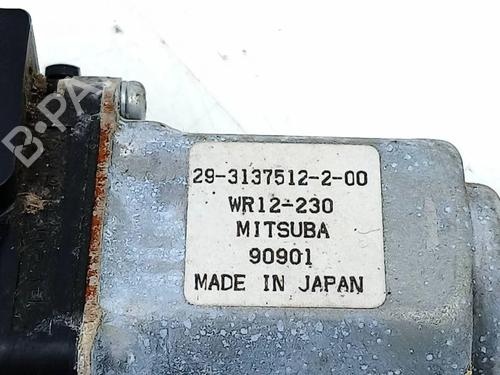 B-PA
29-3137512-2-00
WR12-230
MITSUBA
90901
MADE IN JAPAN